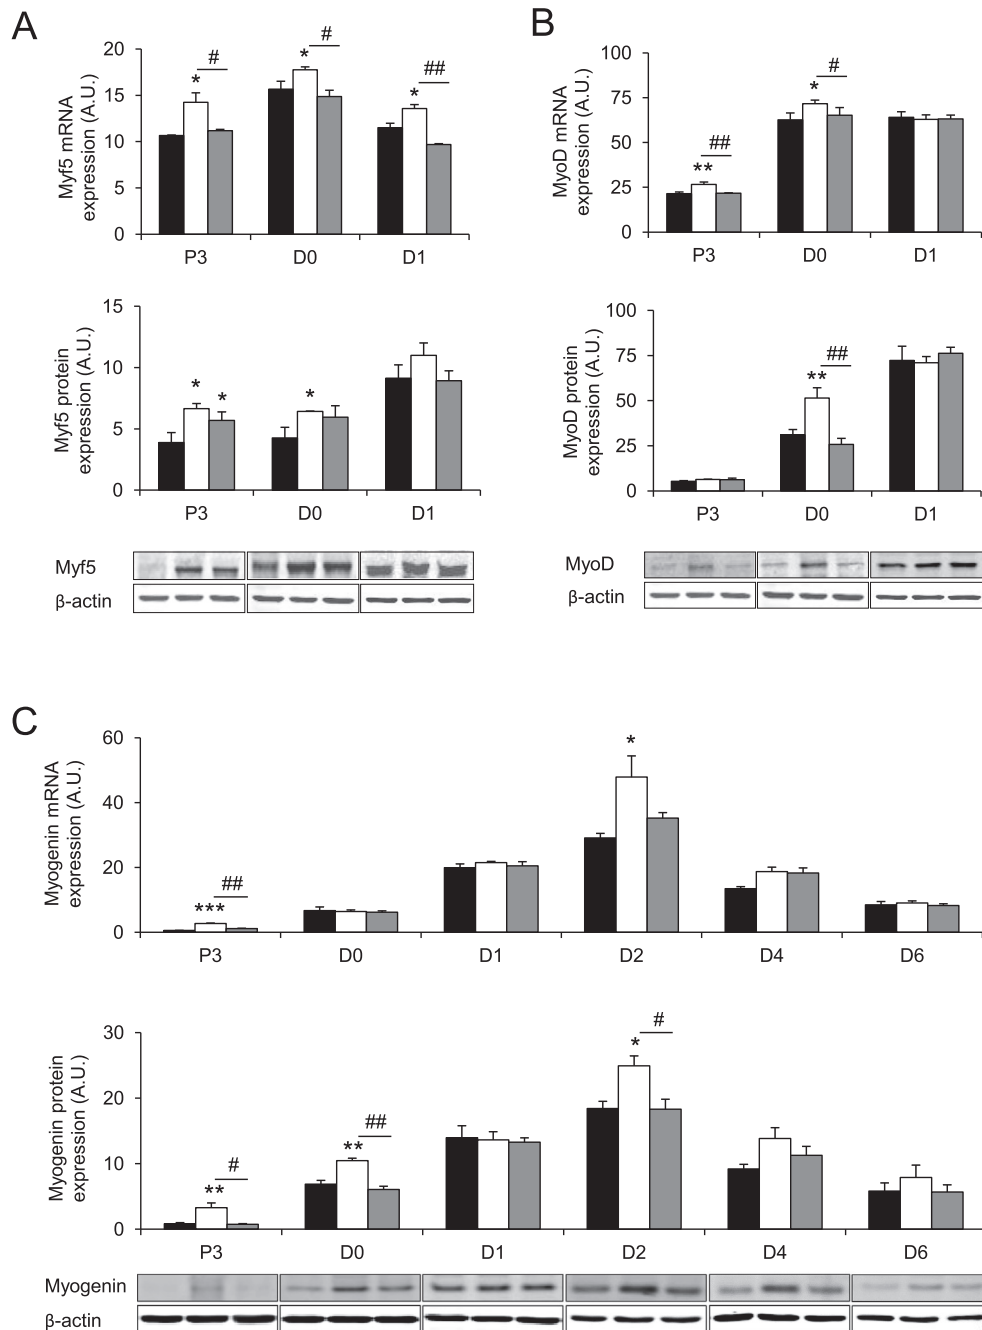 A
Myf5 mRNA
expression (A.U.)
20
15
10
5
0
* # * # * ##
P3 D0 D1
Myf5 protein
expression (A.U.)
15
10
5
0
* * *
P3 D0 D1
Myf5
β-actin
B
MyoD mRNA
expression (A.U.)
100
75
50
25
0
** ## * #
P3 D0 D1
MyoD protein
expression (A.U.)
100
75
50
25
0
** ##
P3 D0 D1
MyoD
β-actin
C
Myogenin mRNA
expression (A.U.)
60
40
20
0
*** ## *
P3 D0 D1 D2 D4 D6
Myogenin protein
expression (A.U.)
30
20
10
0
** # ** ## * #
P3 D0 D1 D2 D4 D6
Myogenin
β-actin